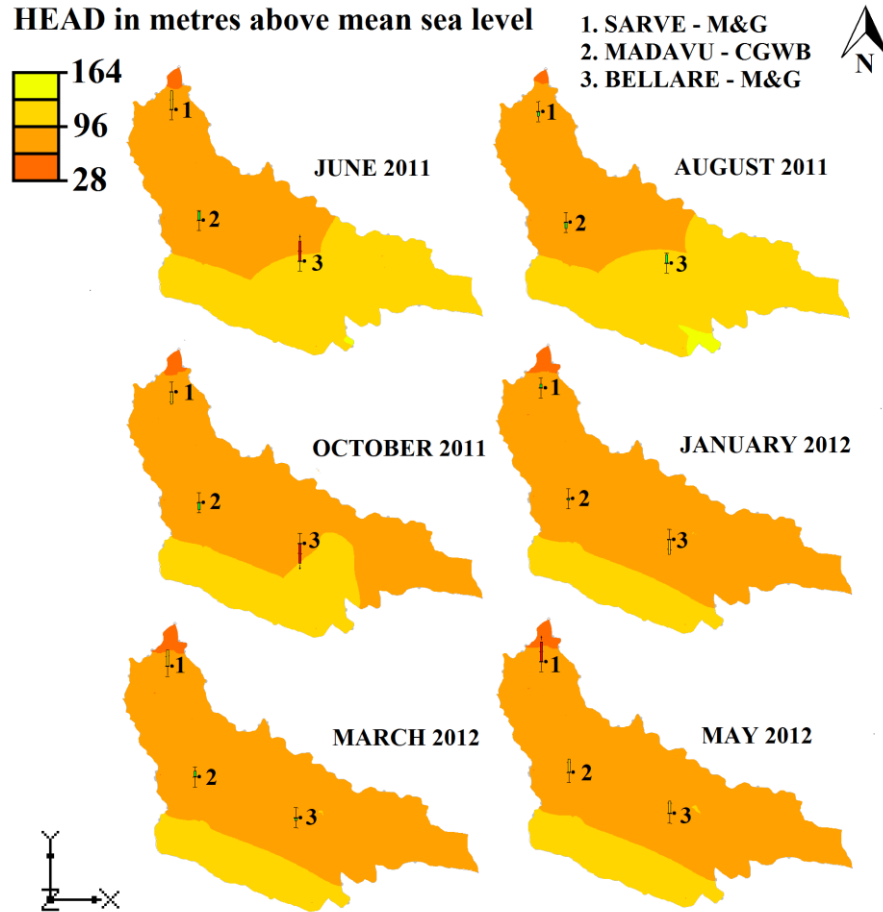 HEAD in metres above mean sea level
1. SARVE - M&G
2. MADAVU - CGWB
3. BELLARE - M&G
N
164
96
28
1
2
3
JUNE 2011
1
2
3
AUGUST 2011
1
2
3
OCTOBER 2011
1
2
3
JANUARY 2012
1
2
3
MARCH 2012
1
2
3
MAY 2012
Y
Z
X